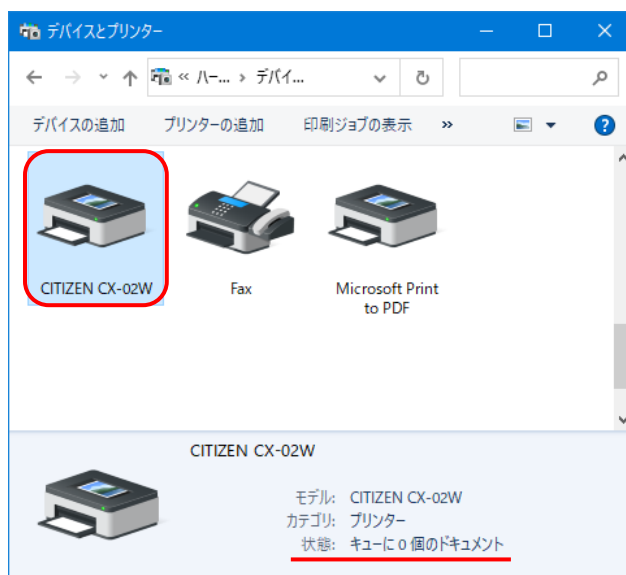 デバイスとプリンター
« ハー... › デバイ...
デバイスの追加 プリンターの追加 印刷ジョブの表示 »
CITIZEN CX-02W Fax Microsoft Print
to PDF
CITIZEN CX-02W
モデル: CITIZEN CX-02W
カテゴリ: プリンター
状態: キューに 0 個のドキュメント